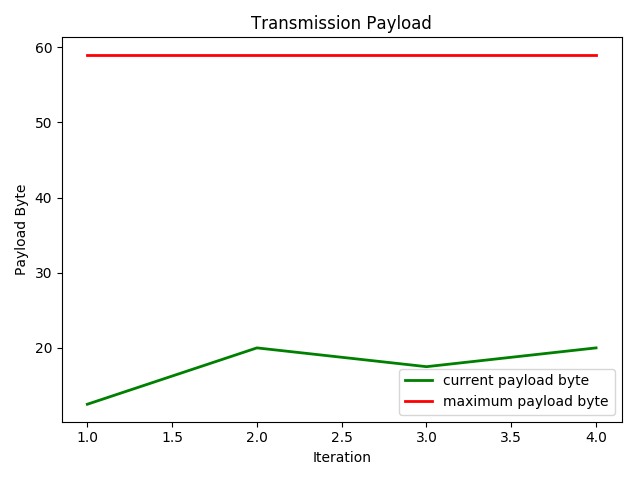 Transmission Payload
60
50
40
30
20
Payload Byte
current payload byte
maximum payload byte
1.0 1.5 2.0 2.5 3.0 3.5 4.0
Iteration